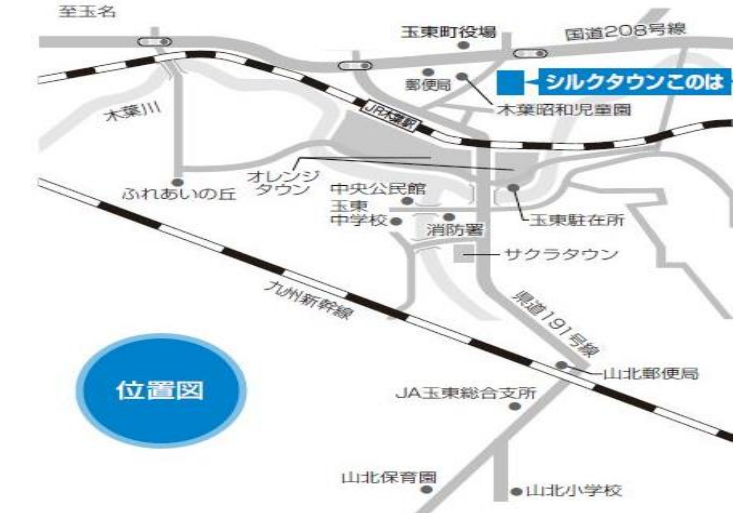 至玉名
玉東町役場
国道208号線
郵便局
シルクタウンこのは
木葉昭和児童園
木葉川
JR木葉駅
オレンジ
タウン
ふれあいの丘
中央公民館
玉東
中学校
消防署
玉東駐在所
サクラタウン
九州新幹線
県道191号線
位置図
山北郵便局
JA玉東総合支所
山北保育園
山北小学校